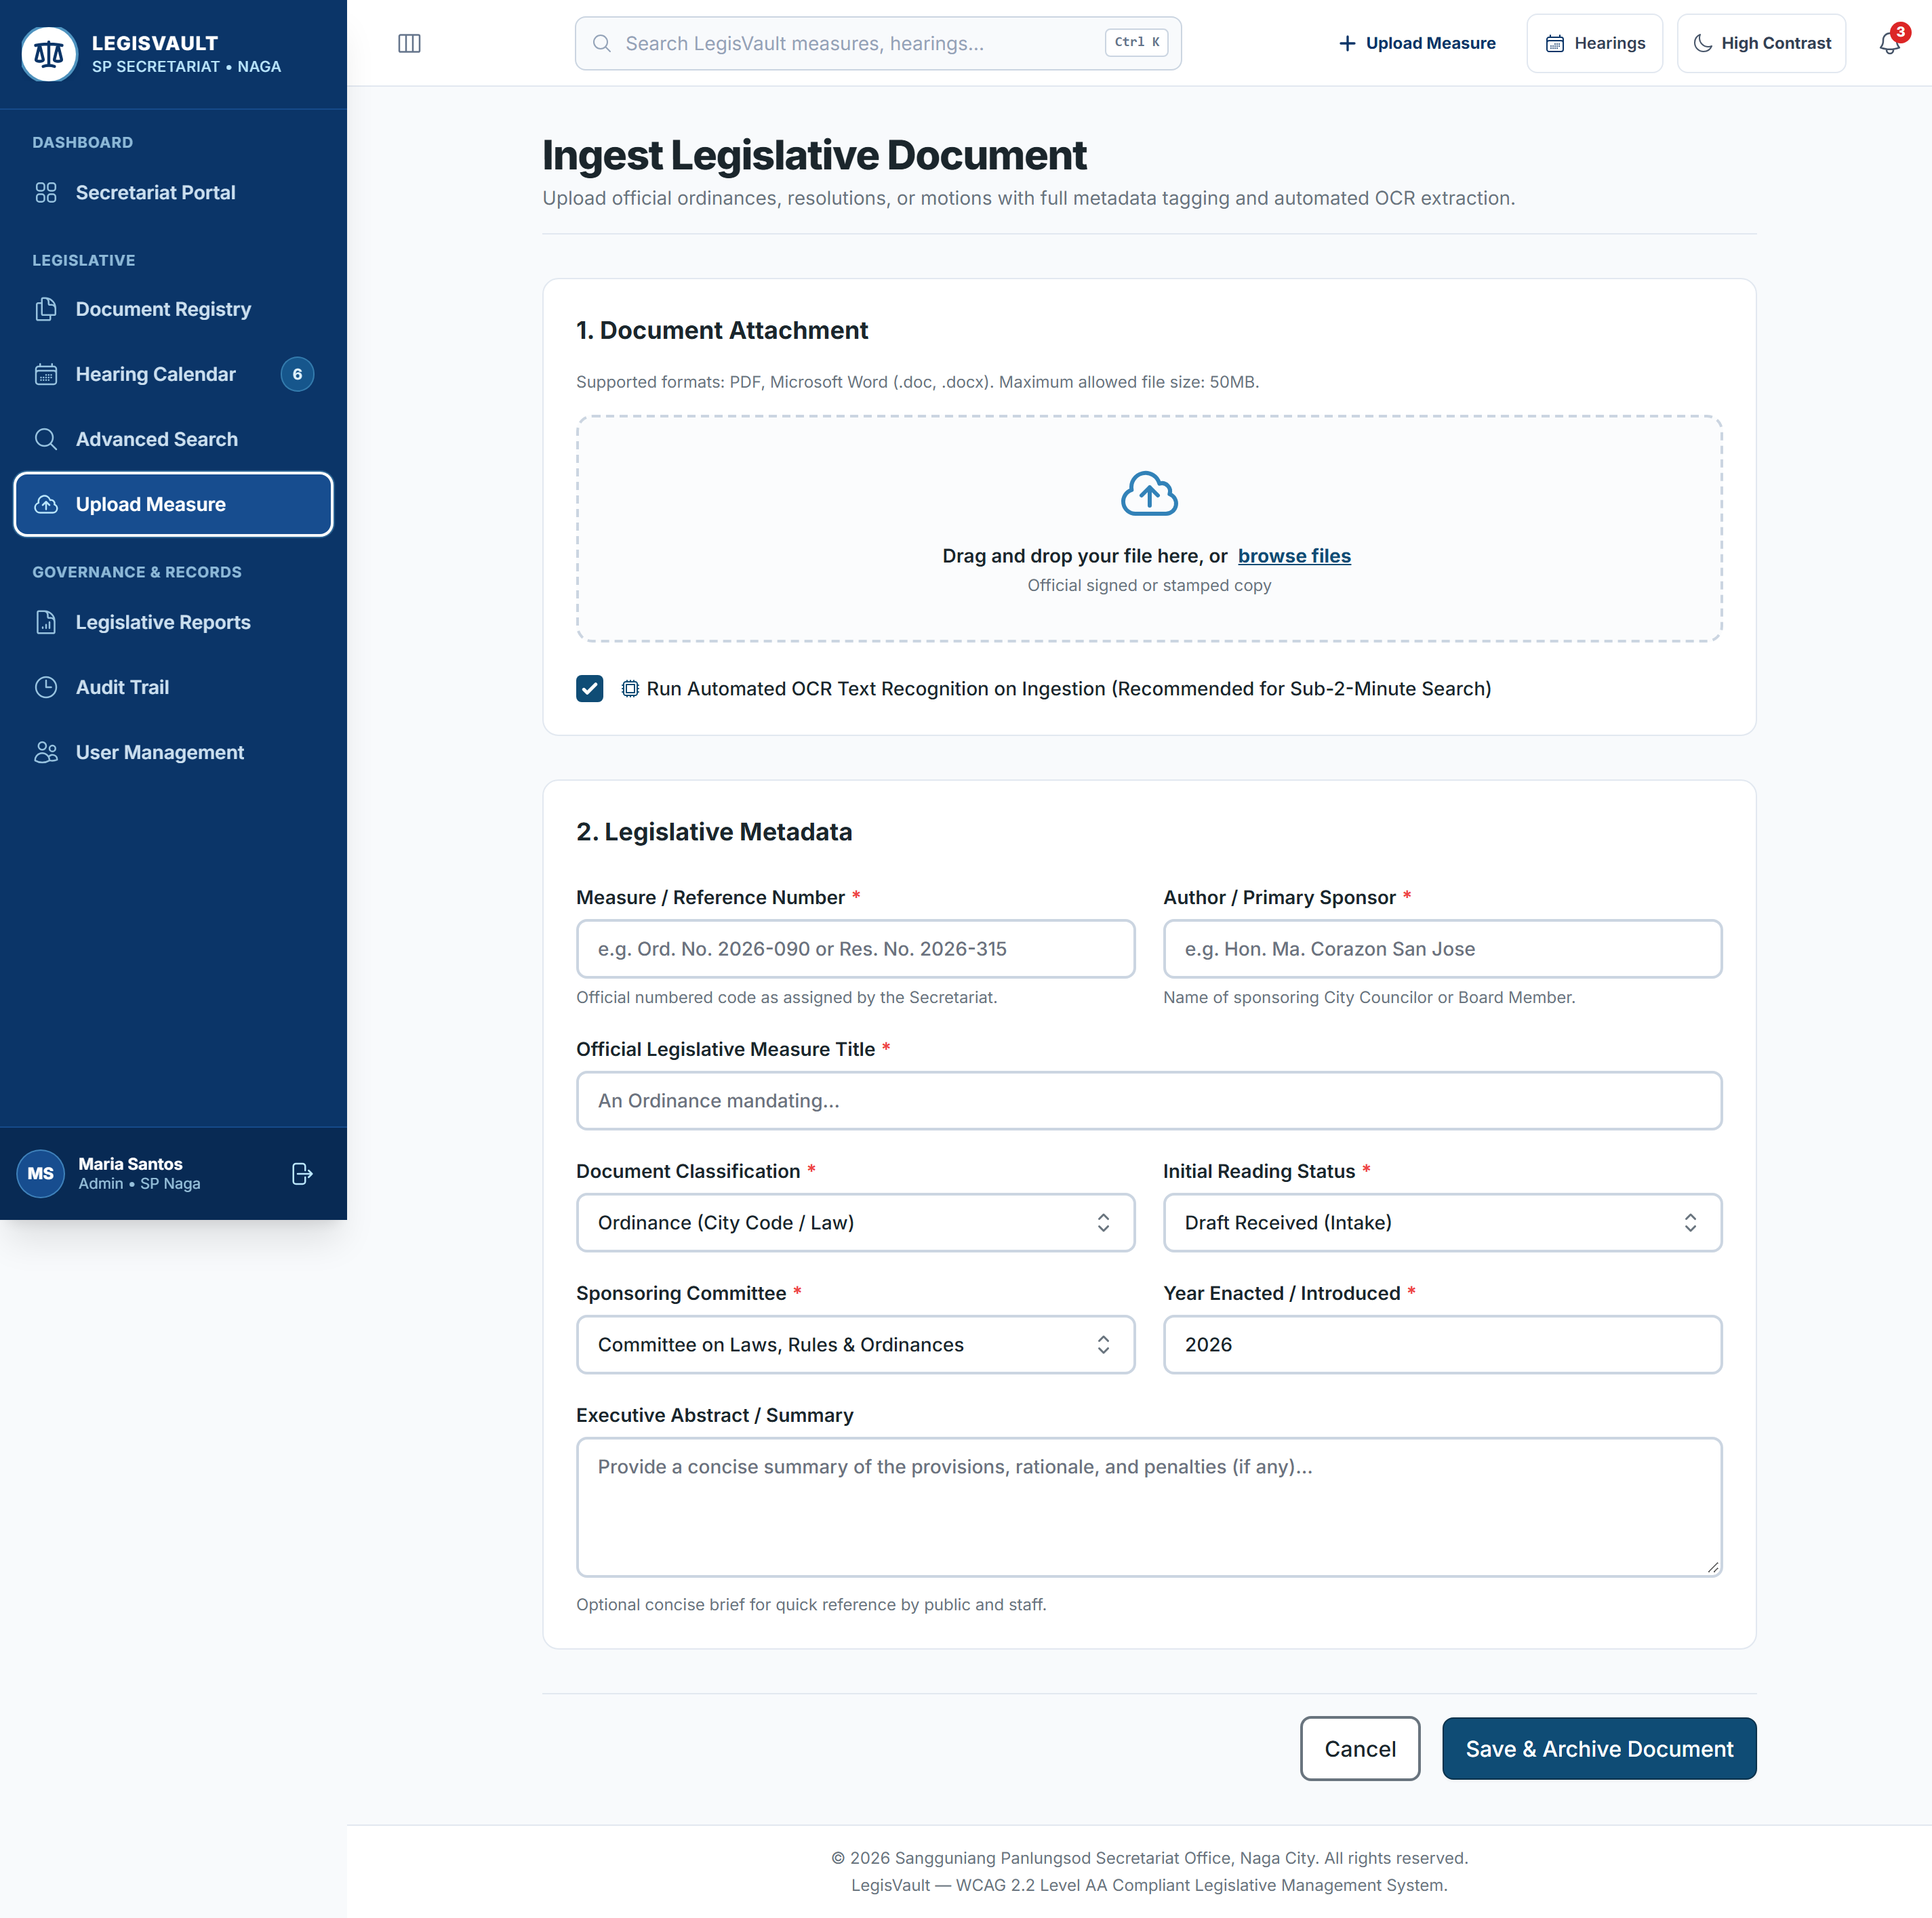 LEGISVAULT
SP SECRETARIAT • NAGA
DASHBOARD
Secretariat Portal
LEGISLATIVE
Document Registry
Hearing Calendar 6
Advanced Search
Upload Measure
GOVERNANCE & RECORDS
Legislative Reports
Audit Trail
User Management
MS
Maria Santos
Admin • SP Naga
Search LegisVault measures, hearings... Ctrl K
Upload Measure
Hearings
High Contrast
3
Ingest Legislative Document
Upload official ordinances, resolutions, or motions with full metadata tagging and automated OCR extraction.
1. Document Attachment
Supported formats: PDF, Microsoft Word (.doc, .docx). Maximum allowed file size: 50MB.
Drag and drop your file here, or browse files
Official signed or stamped copy
Run Automated OCR Text Recognition on Ingestion (Recommended for Sub-2-Minute Search)
2. Legislative Metadata
Measure / Reference Number *
e.g. Ord. No. 2026-090 or Res. No. 2026-315
Official numbered code as assigned by the Secretariat.
Author / Primary Sponsor *
e.g. Hon. Ma. Corazon San Jose
Name of sponsoring City Councilor or Board Member.
Official Legislative Measure Title *
An Ordinance mandating...
Document Classification *
Ordinance (City Code / Law)
Initial Reading Status *
Draft Received (Intake)
Sponsoring Committee *
Committee on Laws, Rules & Ordinances
Year Enacted / Introduced *
2026
Executive Abstract / Summary
Provide a concise summary of the provisions, rationale, and penalties (if any)...
Optional concise brief for quick reference by public and staff.
Cancel
Save & Archive Document
© 2026 Sangguniang Panlungsod Secretariat Office, Naga City. All rights reserved.
LegisVault — WCAG 2.2 Level AA Compliant Legislative Management System.